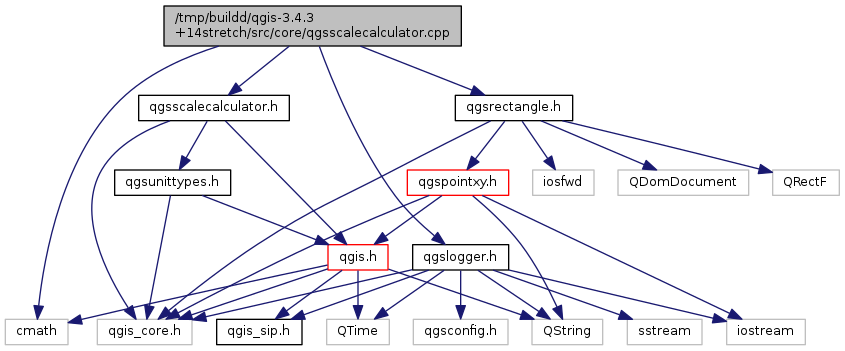 /tmp/buildd/qgis-3.4.3
+14stretch/src/core/qgsscalecalculator.cpp
qgsscalecalculator.h
qgsrectangle.h
qgsunittypes.h
qgspointxy.h
iosfwd
QDomDocument
QRectF
qgis.h
qgslogger.h
cmath
qgis_core.h
qgis_sip.h
QTime
qgsconfig.h
QString
sstream
iostream